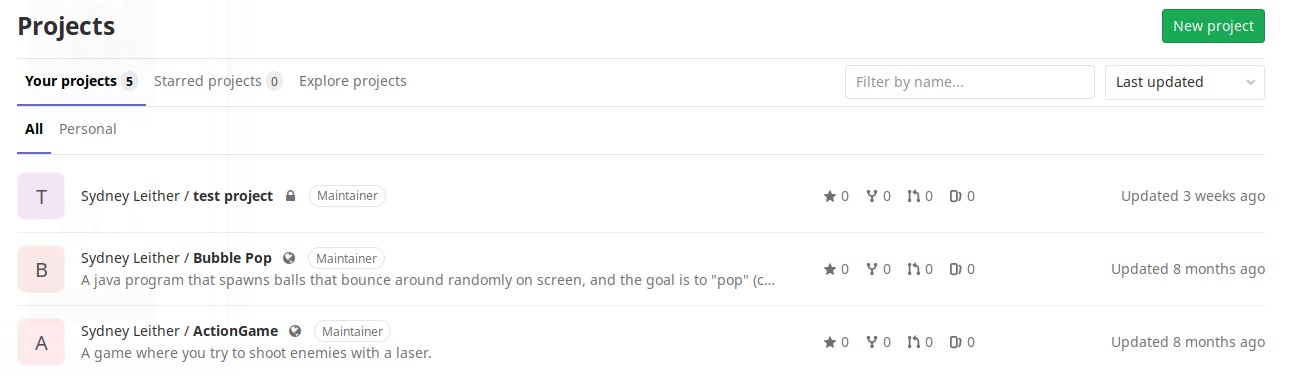 Projects
New project
Your projects 5 Starred projects 0 Explore projects
Filter by name...
Last updated
All Personal
T
Sydney Leither / test project Maintainer
0 0 0 0
Updated 3 weeks ago
B
Sydney Leither / Bubble Pop Maintainer
A java program that spawns balls that bounce around randomly on screen, and the goal is to "pop" (c...
0 0 0 0
Updated 8 months ago
A
Sydney Leither / ActionGame Maintainer
A game where you try to shoot enemies with a laser.
0 0 0 0
Updated 8 months ago